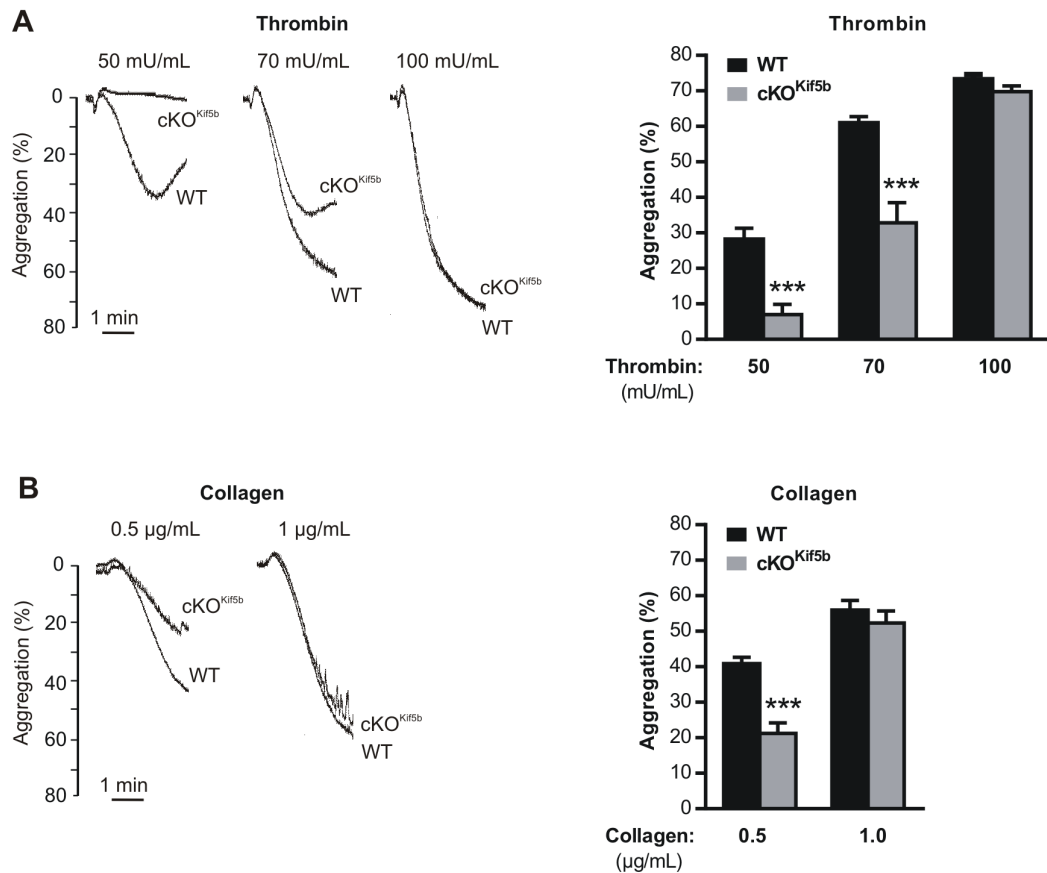 A
Thrombin
50 mU/mL 70 mU/mL 100 mU/mL
Aggregation (%)
0
20
40
60
80
cKO^Kif5b
WT
cKO^Kif5b
WT
cKO^Kif5b
WT
1 min
Thrombin
WT
cKO^Kif5b
Aggregation (%)
80
70
60
50
40
30
20
10
0
***
***
Thrombin: 50 70 100
(mU/mL)
B
Collagen
0.5 µg/mL 1 µg/mL
Aggregation (%)
0
20
40
60
80
cKO^Kif5b
WT
cKO^Kif5b
WT
1 min
Collagen
WT
cKO^Kif5b
Aggregation (%)
80
70
60
50
40
30
20
10
0
***
Collagen: 0.5 1.0
(µg/mL)